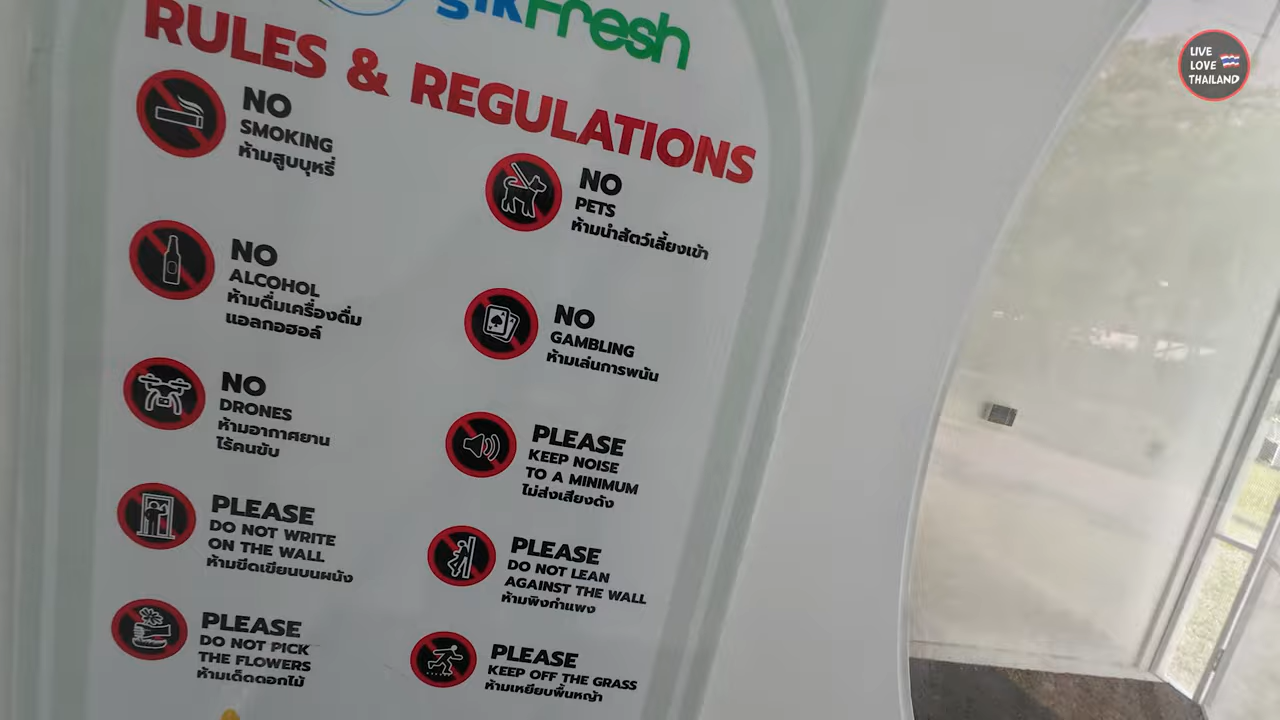 Fresh
RULES & REGULATIONS
NO
SMOKING
ห้ามสูบบุหรี่
NO
ALCOHOL
ห้ามดื่มเครื่องดื่ม
แอลกอฮอล์
NO
DRONES
ห้ามอากาศยาน
ไร้คนขับ
PLEASE
DO NOT WRITE
ON THE WALL
ห้ามขีดเขียนบนผนัง
PLEASE
DO NOT PICK
THE FLOWERS
ห้ามเด็ดดอกไม้
NO
PETS
ห้ามนำสัตว์เลี้ยงเข้า
NO
GAMBLING
ห้ามเล่นการพนัน
PLEASE
KEEP NOISE
TO A MINIMUM
ไม่ส่งเสียงดัง
PLEASE
DO NOT LEAN
AGAINST THE WALL
ห้ามพิงกำแพง
PLEASE
KEEP OFF THE GRASS
ห้ามเหยียบพื้นหญ้า
LIVE
LOVE
THAILAND